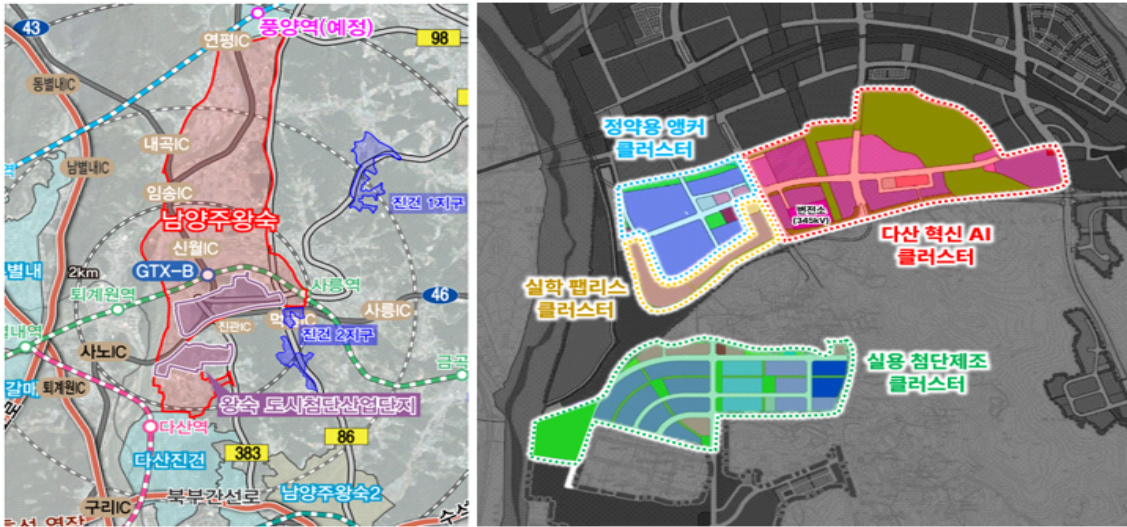 43
풍양역(예정)
연평IC
98
동별내IC
내곡IC
남별내IC
임송IC
진건 1지구
남양주왕숙
신월IC
2km
GTX-B
별내
사릉역
퇴계원역
46
사릉IC
진관IC
별내역
진건 2지구
사노IC
금곡
갈매
퇴계원IC
왕숙 도시첨단산업단지
다산역
86
383
다산진건
북부간선로
남양주왕숙2
구리IC
정약용 앵커
클러스터
변전소
(345kV)
다산 혁신 AI
클러스터
실학 팹리스
클러스터
실용 첨단제조
클러스터